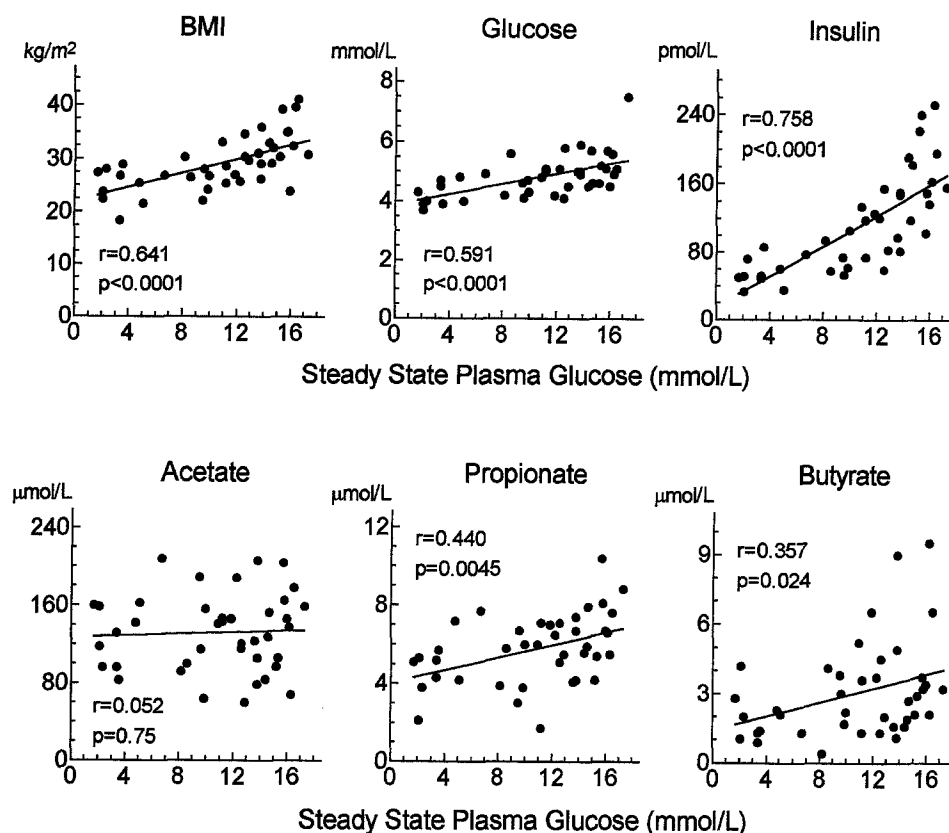 BMI
kg/m²
40
30
20
10
0
r=0.641
p<0.0001
0 4 8 12 16
Glucose
mmol/L
8
6
4
2
0
r=0.591
p<0.0001
0 4 8 12 16
Insulin
pmol/L
240
160
80
0
r=0.758
p<0.0001
0 4 8 12 16
Steady State Plasma Glucose (mmol/L)
Acetate
μmol/L
240
160
80
0
r=0.052
p=0.75
0 4 8 12 16
Propionate
μmol/L
12
8
4
0
r=0.440
p=0.0045
0 4 8 12 16
Butyrate
μmol/L
9
6
3
0
r=0.357
p=0.024
0 4 8 12 16
Steady State Plasma Glucose (mmol/L)